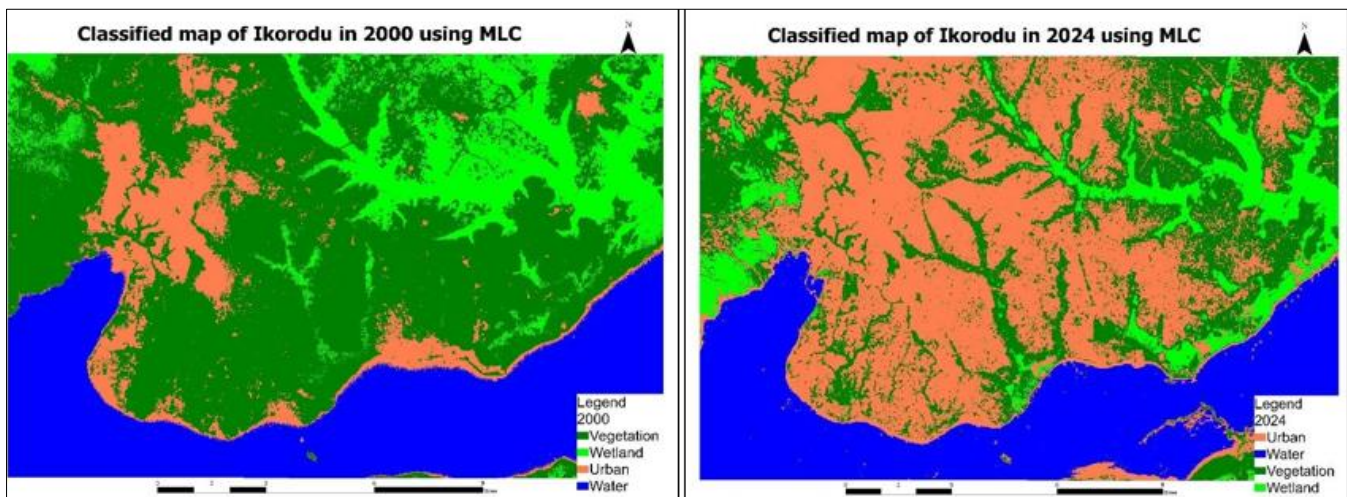 Classified map of Ikorodu in 2000 using MLC
N
Legend
2000
Vegetation
Wetland
Urban
Water
Classified map of Ikorodu in 2024 using MLC
N
Legend
2024
Urban
Water
Vegetation
Wetland